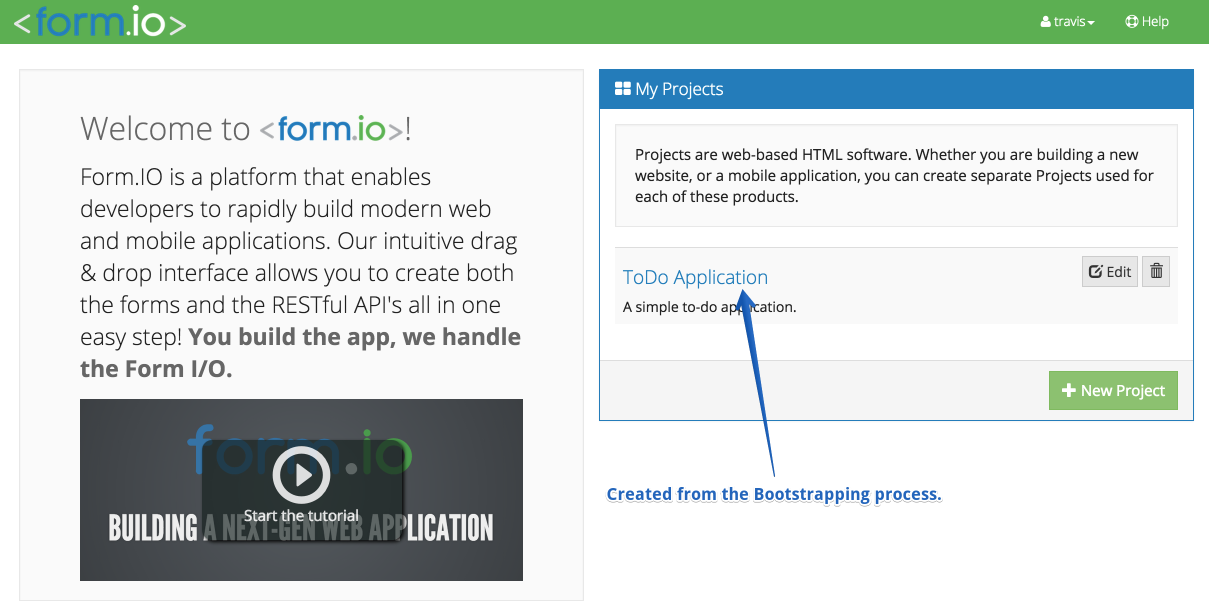 <form.io>
travis
Help
Welcome to <form.io>!
Form.IO is a platform that enables
developers to rapidly build modern web
and mobile applications. Our intuitive drag
& drop interface allows you to create both
the forms and the RESTful API's all in one
easy step! You build the app, we handle
the Form I/O.
form.io
Start the tutorial
BUILDING A NEXT-GEN WEB APPLICATION
My Projects
Projects are web-based HTML software. Whether you are building a new
website, or a mobile application, you can create separate Projects used for
each of these products.
ToDo Application
Edit
A simple to-do application.
New Project
Created from the Bootstrapping process.